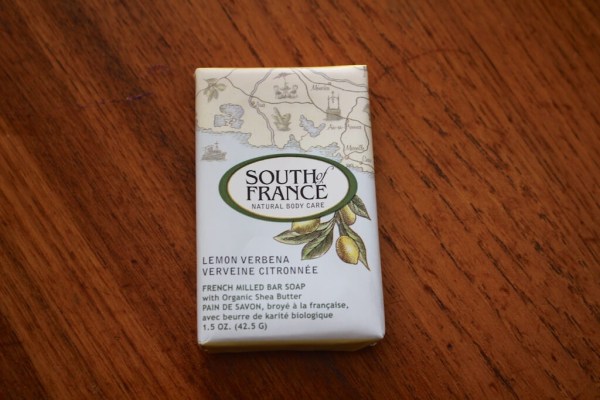 SOUTH of
FRANCE
NATURAL BODY CARE
LEMON VERBENA
VERVEINE CITRONNÉE
FRENCH MILLED BAR SOAP
with Organic Shea Butter
PAIN DE SAVON, broyé à la française,
avec beurre de karité biologique
1.5 OZ. (42.5 G)